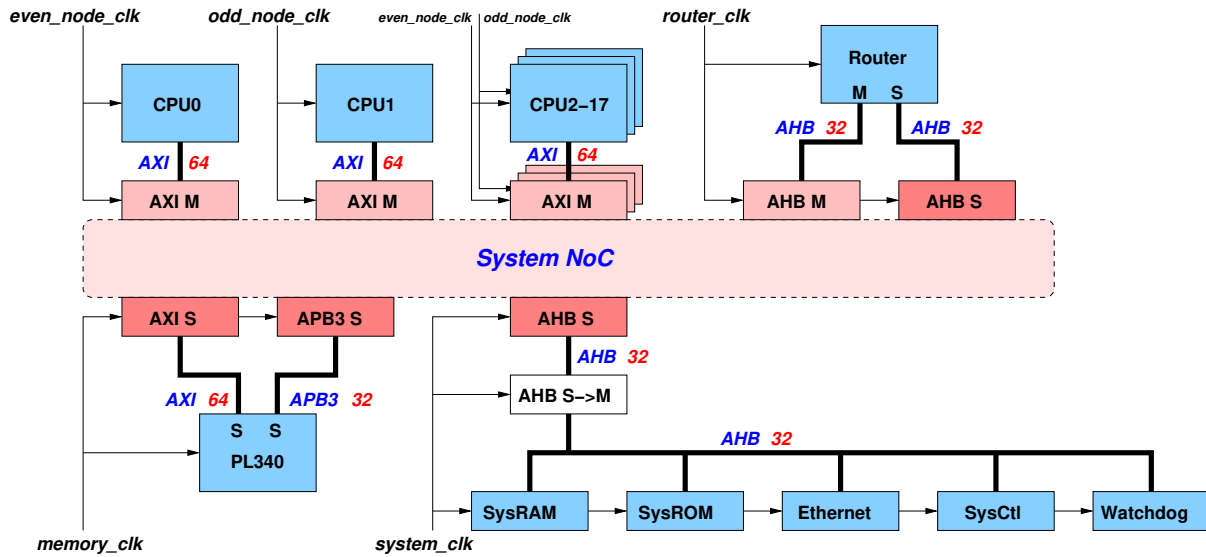 even_node_clk
odd_node_clk
even_node_clk
odd_node_clk
router_clk
CPU0
CPU1
CPU2-17
Router
M S
AXI 64
AXI 64
AXI 64
AHB 32
AHB 32
AXI M
AXI M
AXI M
AHB M
AHB S
System NoC
AXI S
APB3 S
AHB S
AHB 32
AHB S->M
AXI 64
APB3 32
S S
PL340
AHB 32
SysRAM
SysROM
Ethernet
SysCtl
Watchdog
memory_clk
system_clk